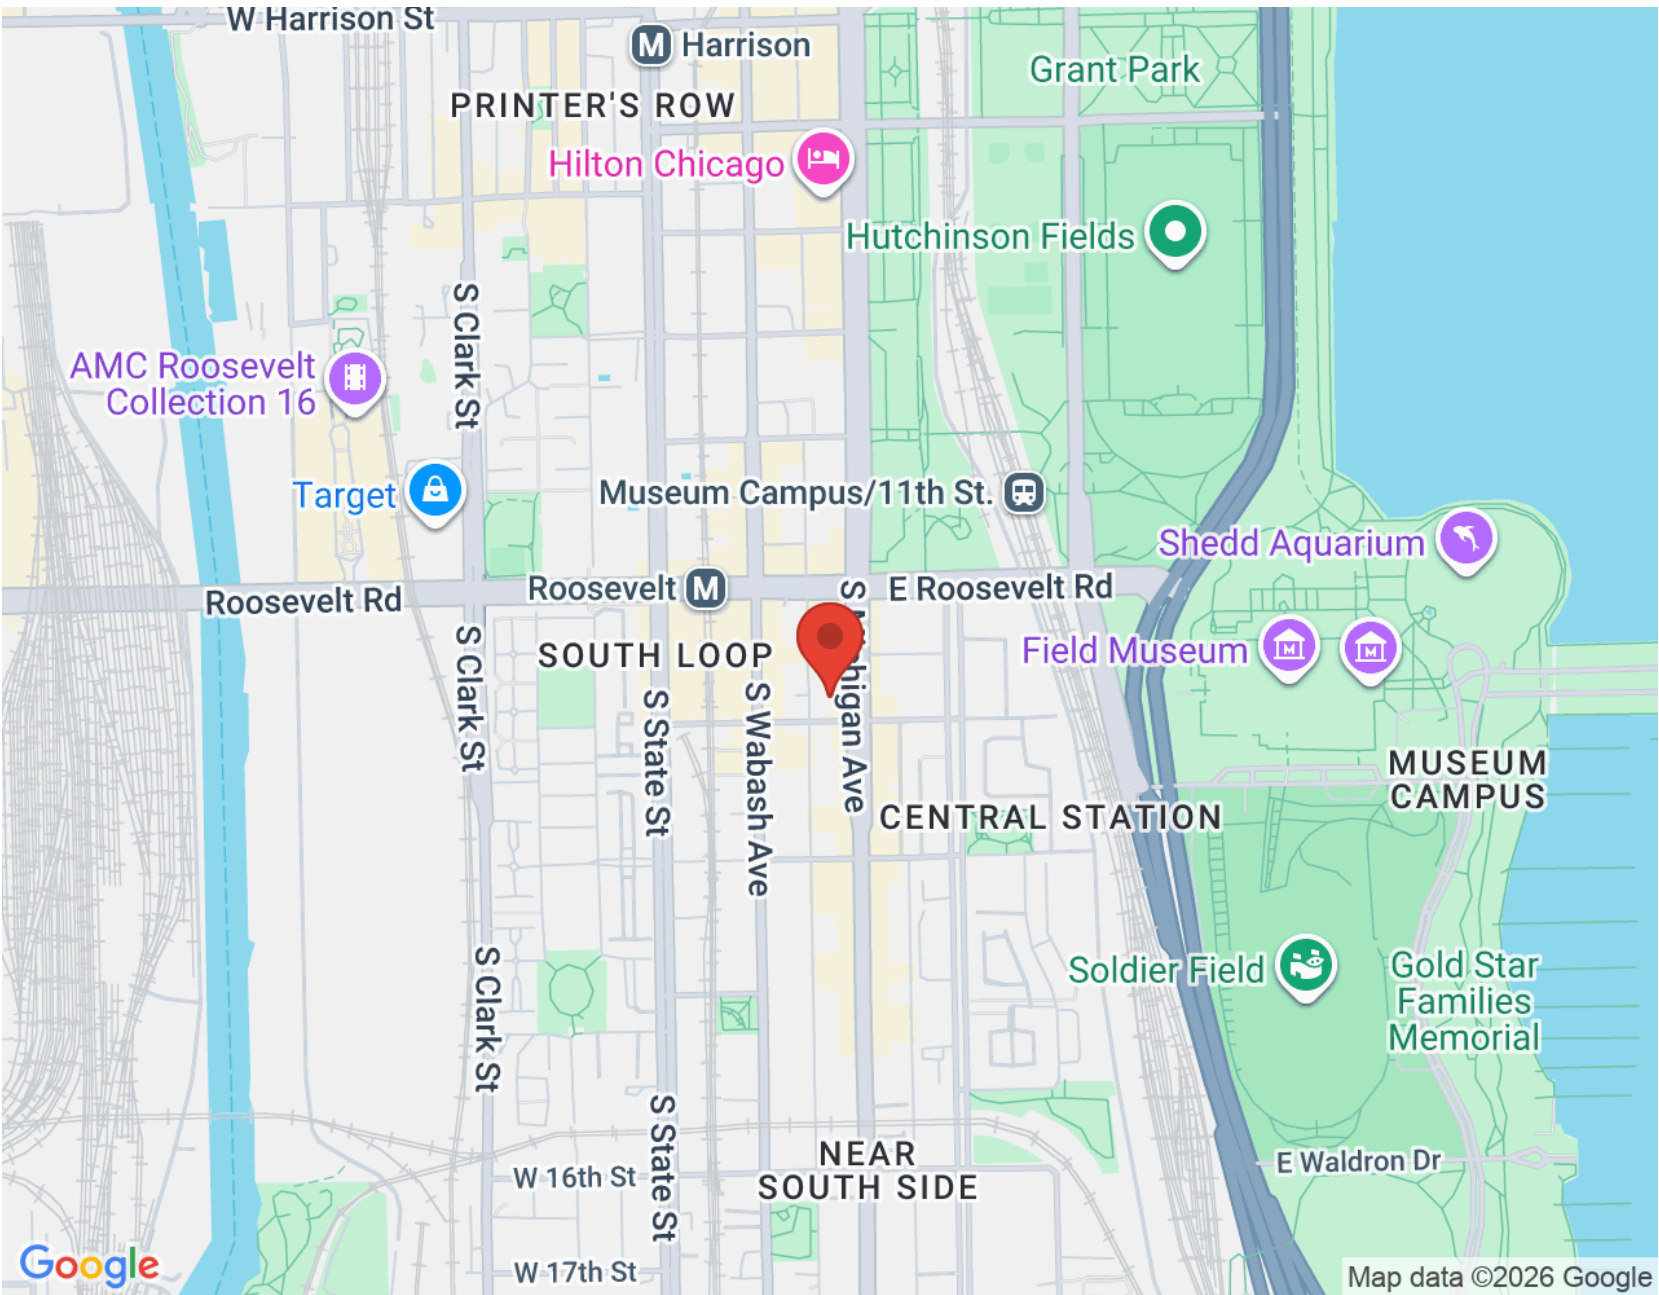 W Harrison St
M Harrison
Grant Park
PRINTER'S ROW
Hilton Chicago
Hutchinson Fields
S Clark St
AMC Roosevelt
Collection 16
Target
Museum Campus/11th St.
Shedd Aquarium
Roosevelt M
E Roosevelt Rd
Roosevelt Rd
S Clark St
SOUTH LOOP
Field Museum
M
M
S State St
S Wabash Ave
S Michigan Ave
MUSEUM
CAMPUS
CENTRAL STATION
S Clark St
Soldier Field
Gold Star
Families
Memorial
S State St
NEAR
SOUTH SIDE
W 16th St
E Waldron Dr
W 17th St
Google
Map data ©2026 Google